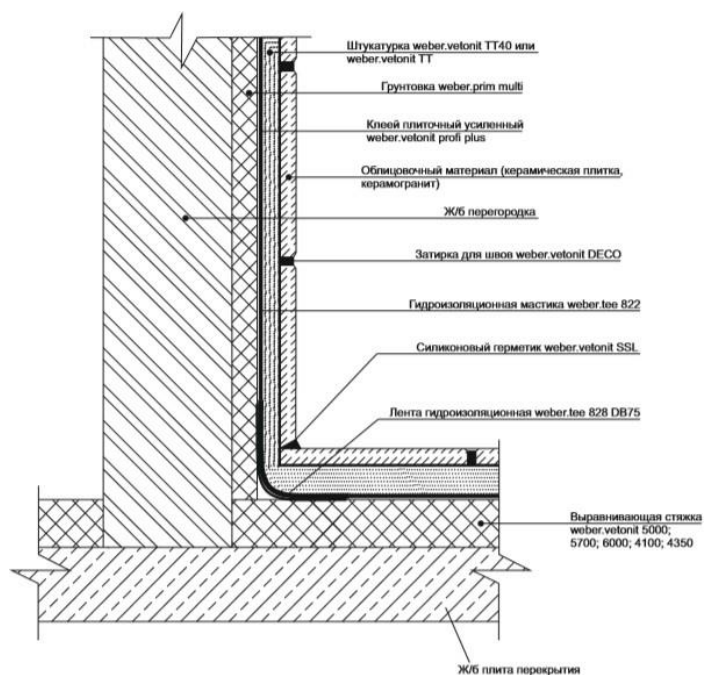 Штукатурка weber.vetonit TT40 или
weber.vetonit TT
Грунтовка weber.prim multi
Клеей плиточный усиленный
weber.vetonit profi plus
Облицовочный материал (керамическая плитка,
керамогранит)
Ж/б перегородка
Затирка для швов weber.vetonit DECO
Гидроизоляционная мастика weber.tec 822
Силиконовый герметик weber.vetonit SSL
Лента гидроизоляционная weber.tec 828 DB75
Выравнивающая стяжка
weber.vetonit 5000;
5700; 6000; 4100; 4350
Ж/б плита перекрытия